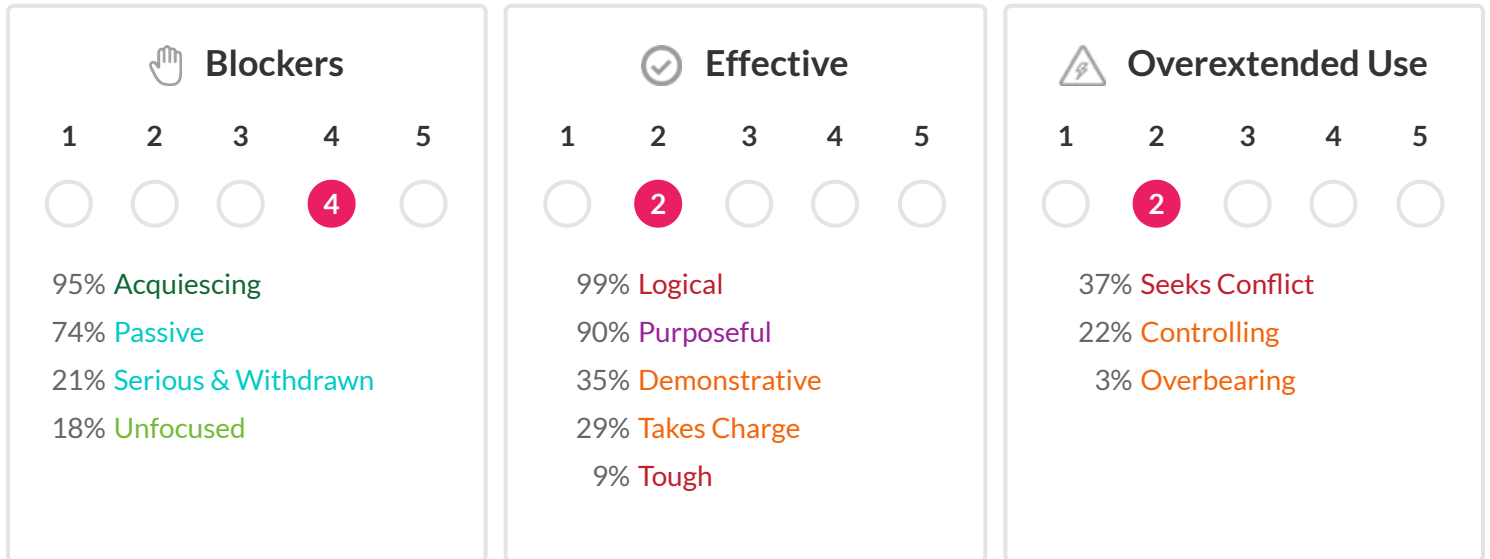 Blockers
1 2 3 4 5
4
95% Acquiescing
74% Passive
21% Serious & Withdrawn
18% Unfocused
Effective
1 2 3 4 5
2
99% Logical
90% Purposeful
35% Demonstrative
29% Takes Charge
9% Tough
Overextended Use
1 2 3 4 5
2
37% Seeks Conflict
22% Controlling
3% Overbearing